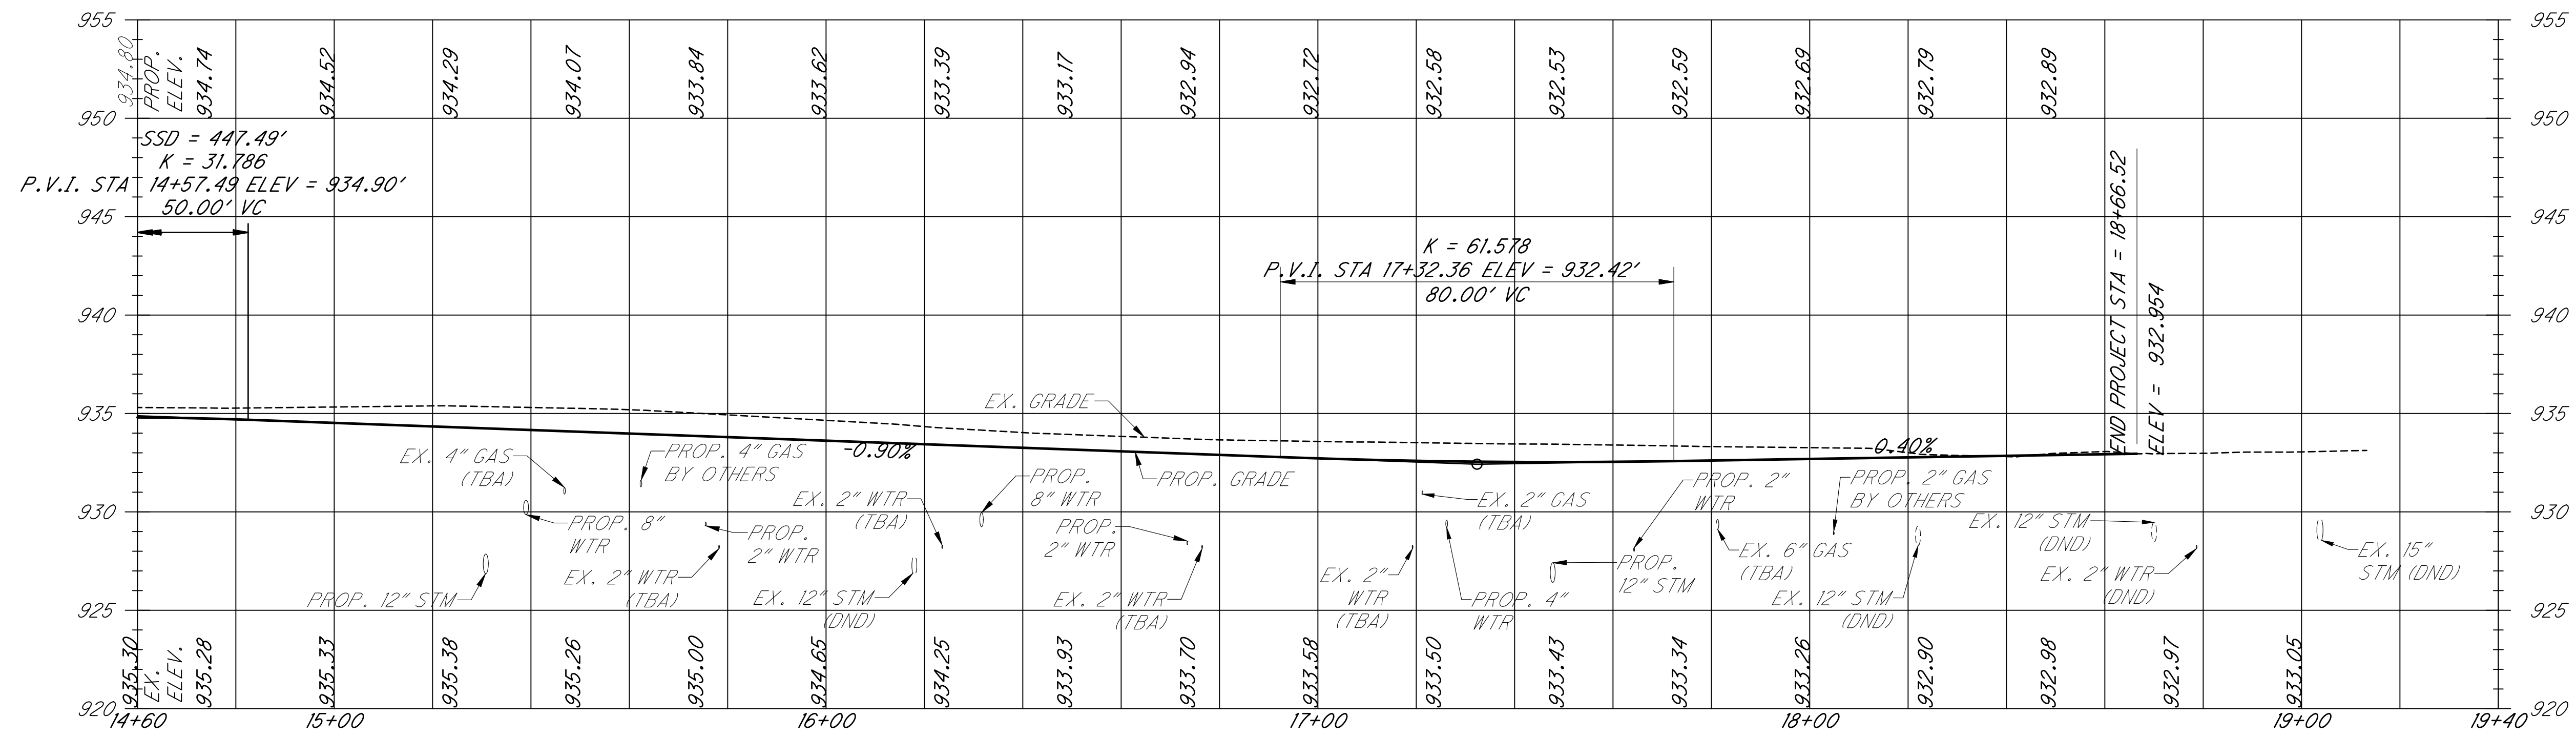 955
955
934.80
PROP.
ELEV.
934.74
934.52
934.29
934.07
933.84
933.62
933.39
933.17
932.94
932.72
932.58
932.53
932.59
932.69
932.79
932.89
950
950
SSD = 447.49'
K = 31.786
P.V.I. STA 14+57.49 ELEV = 934.90'
50.00' VC
945
945
K = 61.578
P.V.I. STA 17+32.36 ELEV = 932.42'
80.00' VC
END PROJECT STA = 18+66.52
ELEV = 932.954
940
940
EX. GRADE
935
935
EX. 4" GAS
(TBA)
PROP. 4" GAS
BY OTHERS
-0.90%
PROP. GRADE
0.40%
PROP. 8"
WTR
PROP.
2" WTR
EX. 2" WTR
(TBA)
PROP.
8" WTR
PROP.
2" WTR
EX. 2" GAS
(TBA)
PROP. 2"
WTR
PROP. 2" GAS
BY OTHERS
EX. 12" STM
(DND)
930
930
PROP. 12" STM
EX. 2" WTR
(TBA)
EX. 12" STM
(DND)
EX. 2" WTR
(TBA)
EX. 2"
WTR
(TBA)
PROP. 4"
WTR
PROP.
12" STM
EX. 6" GAS
(TBA)
EX. 12" STM
(DND)
EX. 2" WTR
(DND)
EX. 15"
STM (DND)
925
925
935.30
EX.
ELEV.
935.28
935.33
935.38
935.26
935.00
934.65
934.25
933.93
933.70
933.58
933.50
933.43
933.34
933.26
932.90
932.98
932.97
933.05
920
920
14+60
15+00
16+00
17+00
18+00
19+00
19+40